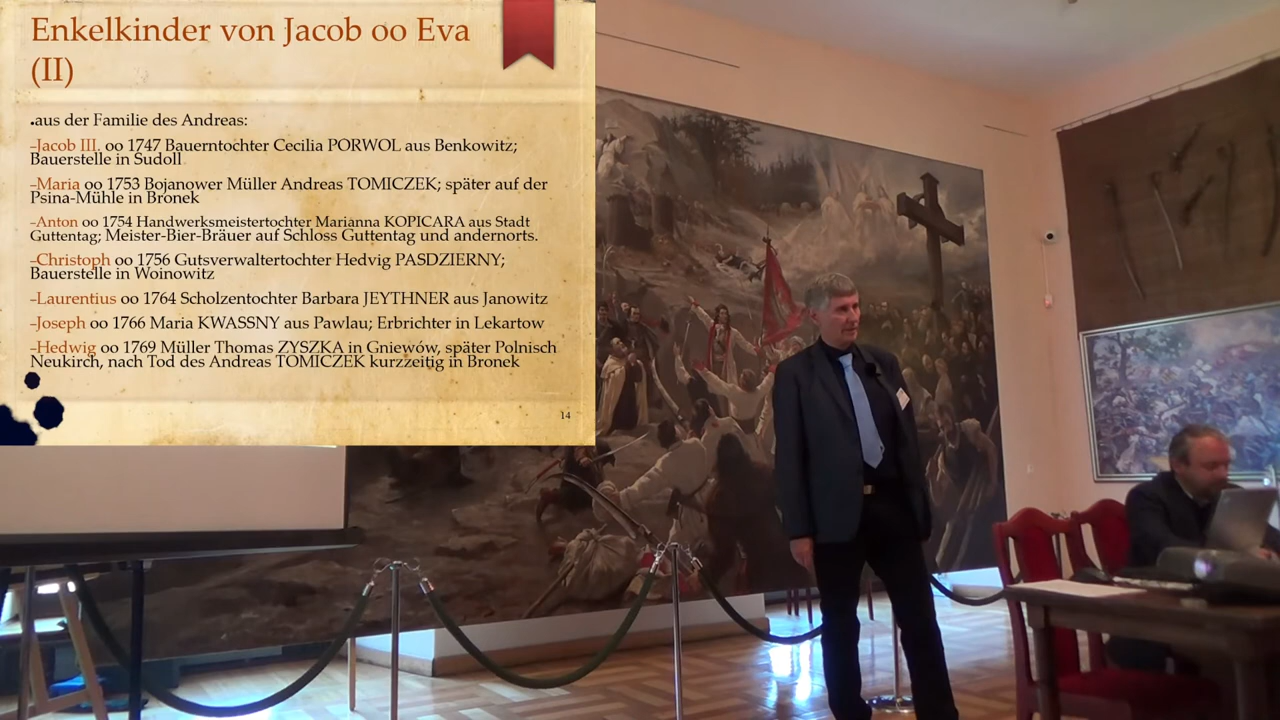 Enkelkinder von Jacob oo Eva
(II)
•aus der Familie des Andreas:
–Jacob III. oo 1747 Bauerntochter Cecilia PORWOL aus Benkowitz;
Bauerstelle in Sudoll
–Maria oo 1753 Bojanower Müller Andreas TOMICZEK; später auf der
Psina-Mühle in Bronek
–Anton oo 1754 Handwerksmeistertochter Marianna KOPICARA aus Stadt
Guttentag; Meister-Bier-Bräuer auf Schloss Guttentag und andernorts.
–Christoph oo 1756 Gutsverwaltertochter Hedvig PASDZIERNY;
Bauerstelle in Woinowitz
–Laurentius oo 1764 Scholzentochter Barbara JEYTHNER aus Janowitz
–Joseph oo 1766 Maria KWASSNY aus Pawlau; Erbrichter in Lekartow
–Hedwig oo 1769 Müller Thomas ZYSZKA in Gniewów, später Polnisch
Neukirch, nach Tod des Andreas TOMICZEK kurzzeitig in Bronek
14